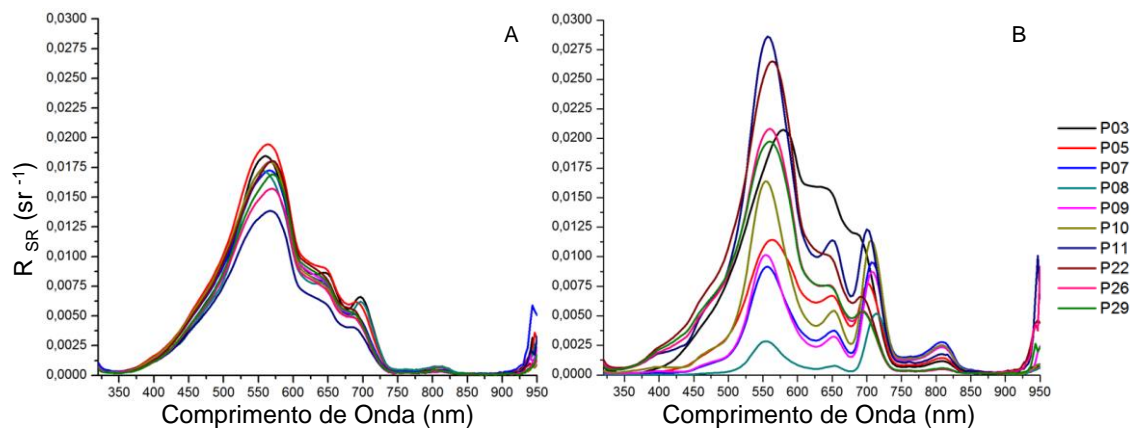 A
B
R SR (sr -1)
0,0300
0,0275
0,0250
0,0225
0,0200
0,0175
0,0150
0,0125
0,0100
0,0075
0,0050
0,0025
0,0000
350 400 450 500 550 600 650 700 750 800 850 900 950
Comprimento de Onda (nm)
0,0300
0,0275
0,0250
0,0225
0,0200
0,0175
0,0150
0,0125
0,0100
0,0075
0,0050
0,0025
0,0000
350 400 450 500 550 600 650 700 750 800 850 900 950
Comprimento de Onda (nm)
P03
P05
P07
P08
P09
P10
P11
P22
P26
P29